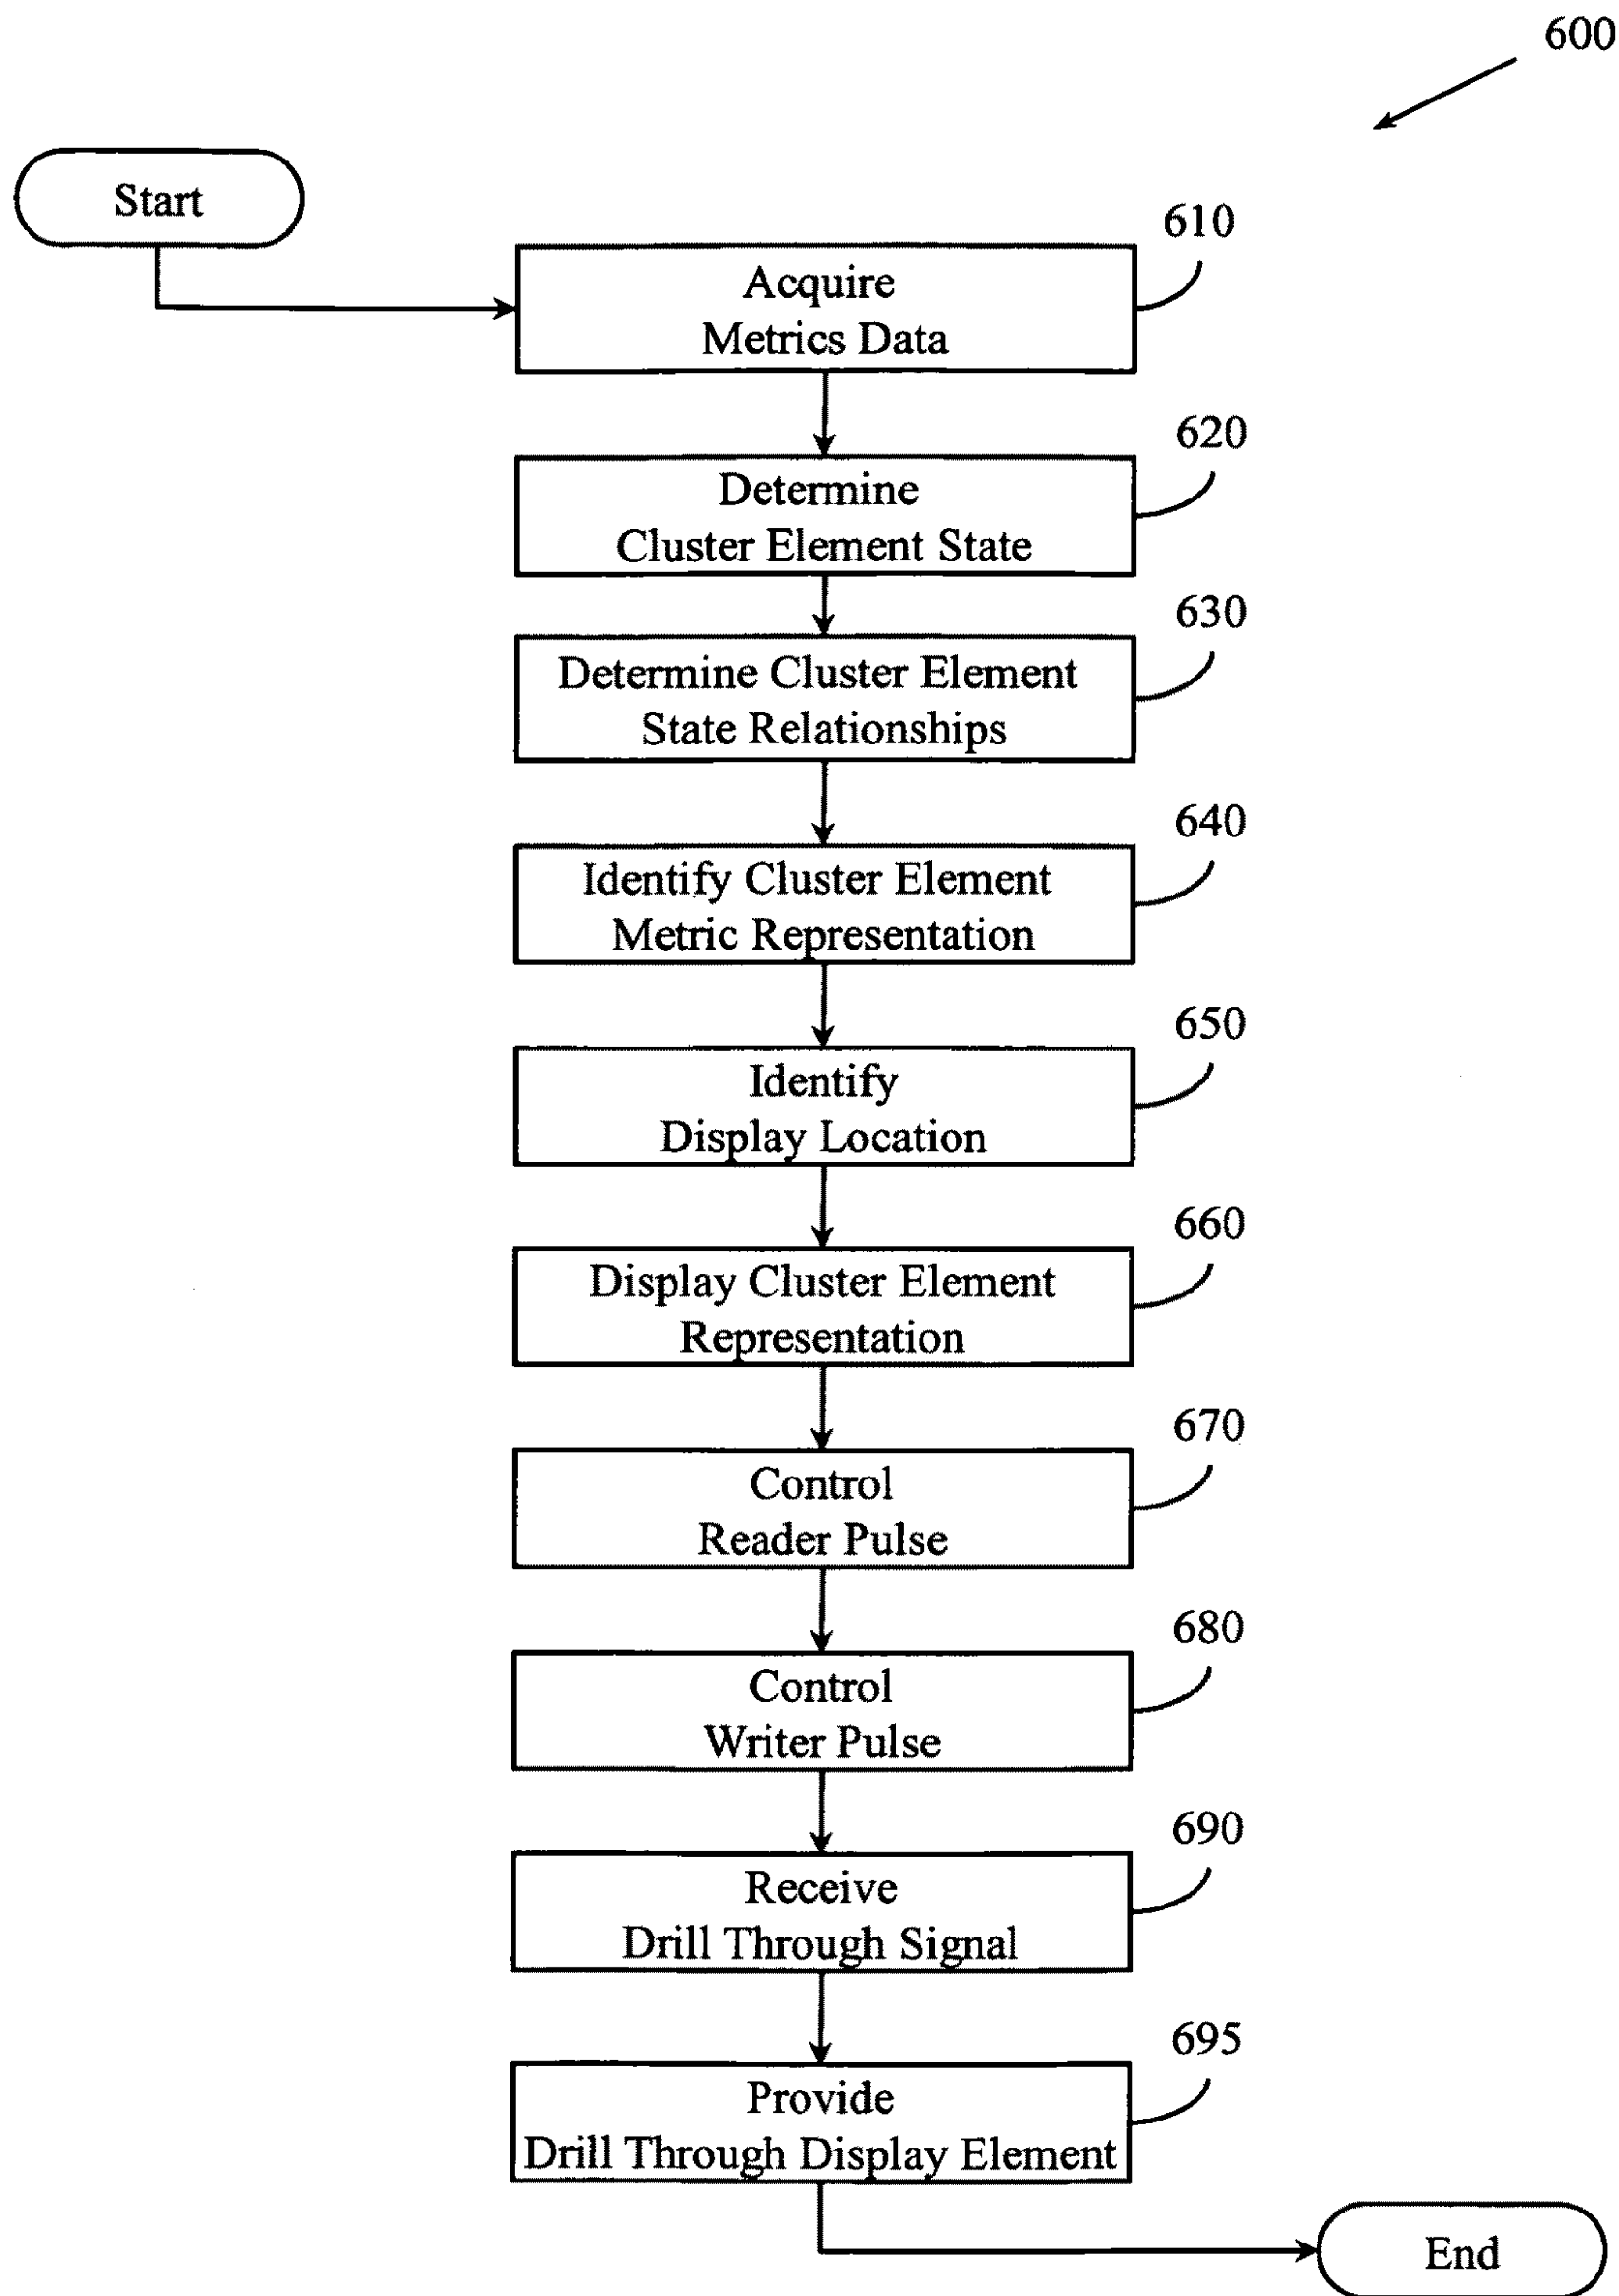 600
Start
610
Acquire
Metrics Data
620
Determine
Cluster Element State
630
Determine Cluster Element
State Relationships
640
Identify Cluster Element
Metric Representation
650
Identify
Display Location
660
Display Cluster Element
Representation
670
Control
Reader Pulse
680
Control
Writer Pulse
690
Receive
Drill Through Signal
695
Provide
Drill Through Display Element
End